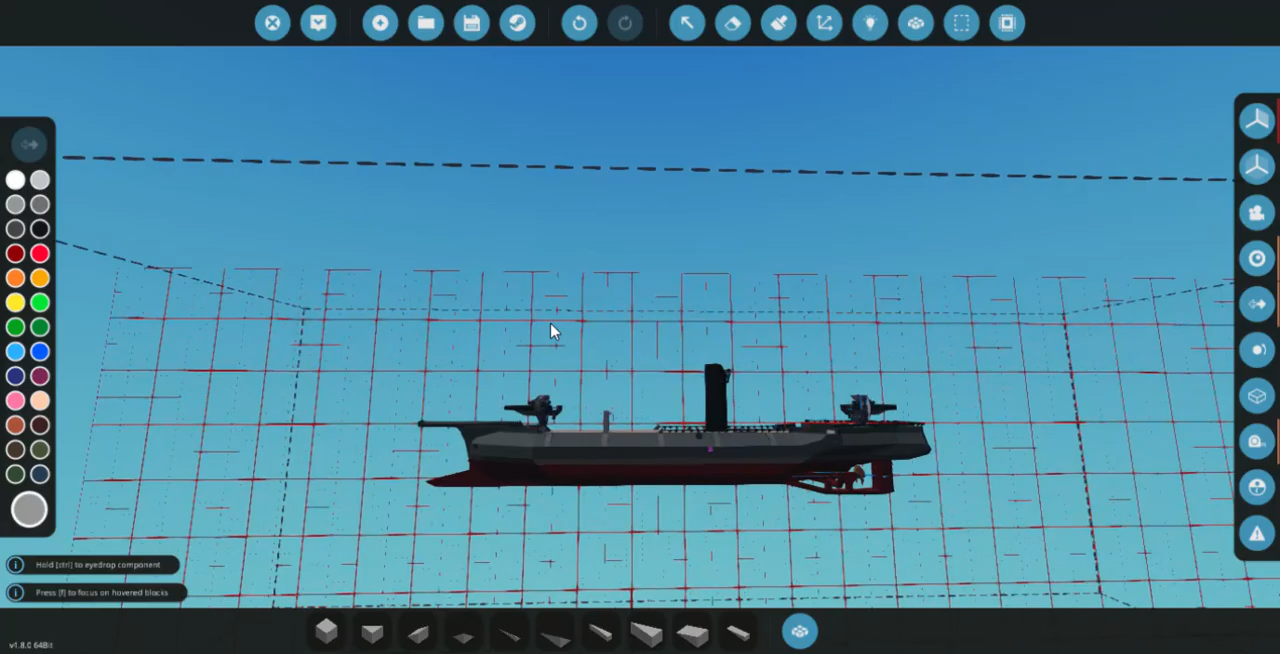 Hold [ctrl] to eyedrop component
Press [f] to focus on hovered blocks
v1.8.0 64Bit